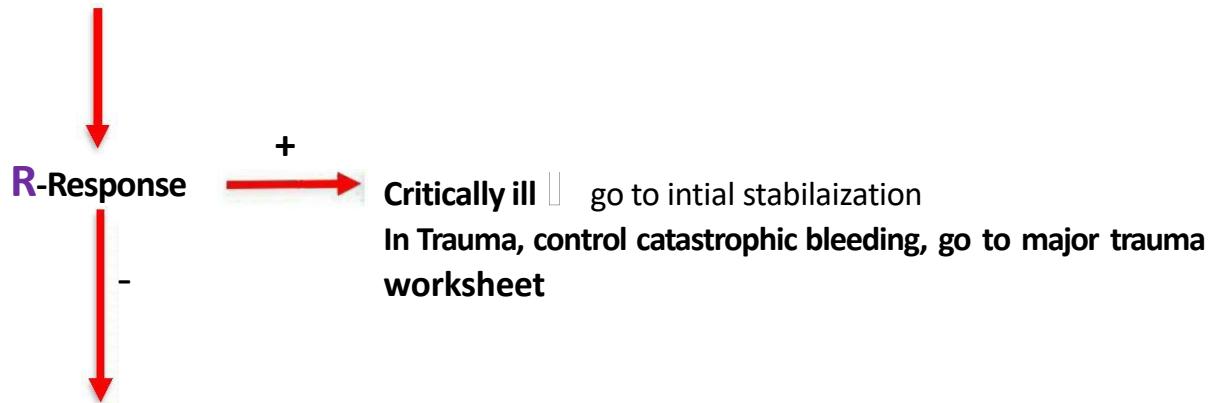 +
R-Response
Critically ill go to intial stabilaization
In Trauma, control catastrophic bleeding, go to major trauma
worksheet
-